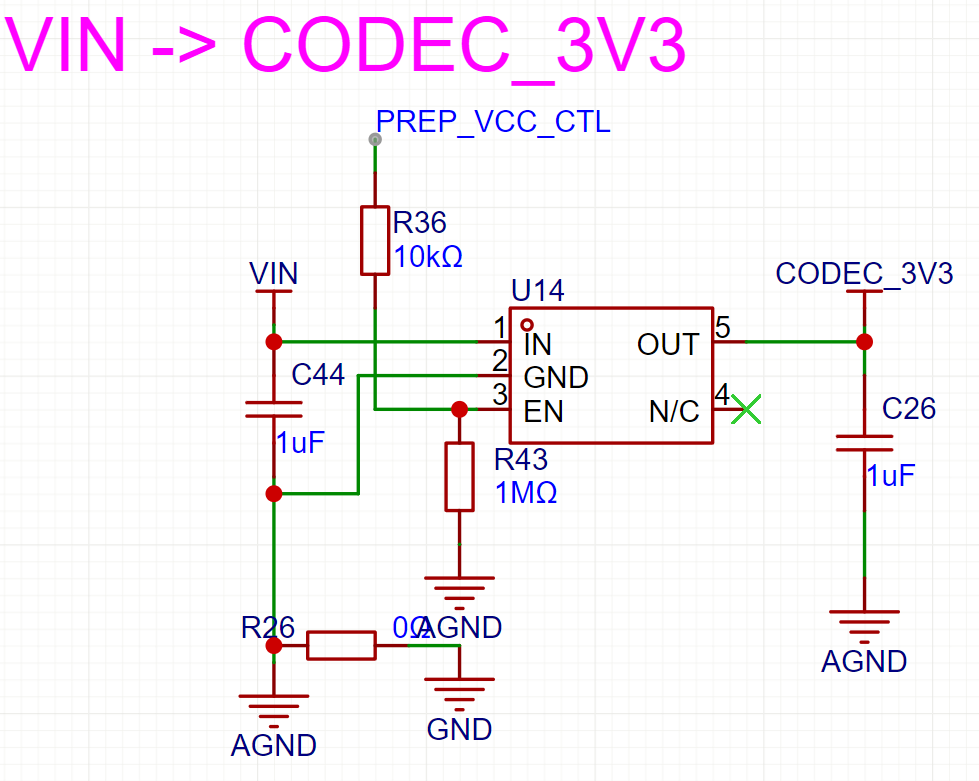 VIN -> CODEC_3V3
PREP_VCC_CTL
R36
10kΩ
VIN
U14
CODEC_3V3
1
IN
OUT
5
2
GND
3
EN
N/C
4
C44
1uF
C26
1uF
R43
1MΩ
AGND
R26
0Ω
AGND
GND
AGND